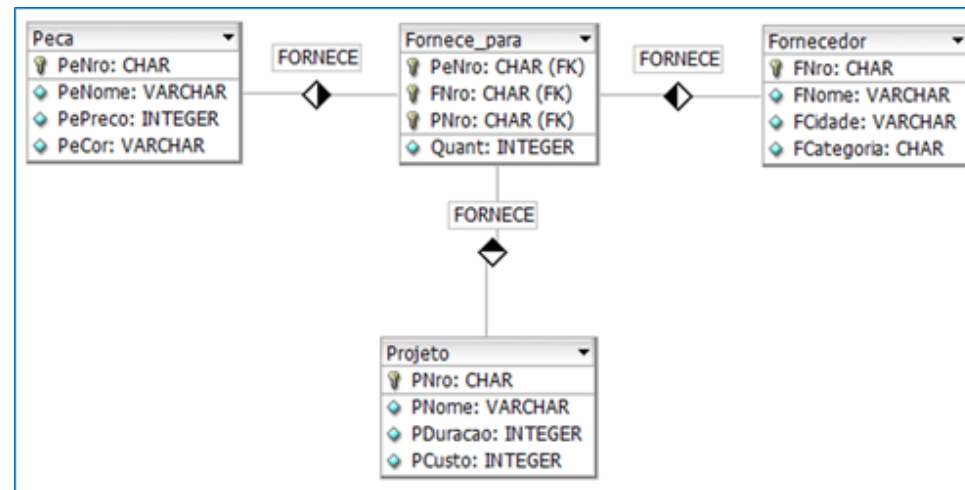 Peca
PeNro: CHAR
PeNome: VARCHAR
PePreco: INTEGER
PeCor: VARCHAR
FORNECE
Fornece_para
PeNro: CHAR (FK)
FNro: CHAR (FK)
PNro: CHAR (FK)
Quant: INTEGER
FORNECE
Fornecedor
FNro: CHAR
FNome: VARCHAR
FCidade: VARCHAR
FCategoria: CHAR
FORNECE
Projeto
PNro: CHAR
PNome: VARCHAR
PDuracao: INTEGER
PCusto: INTEGER